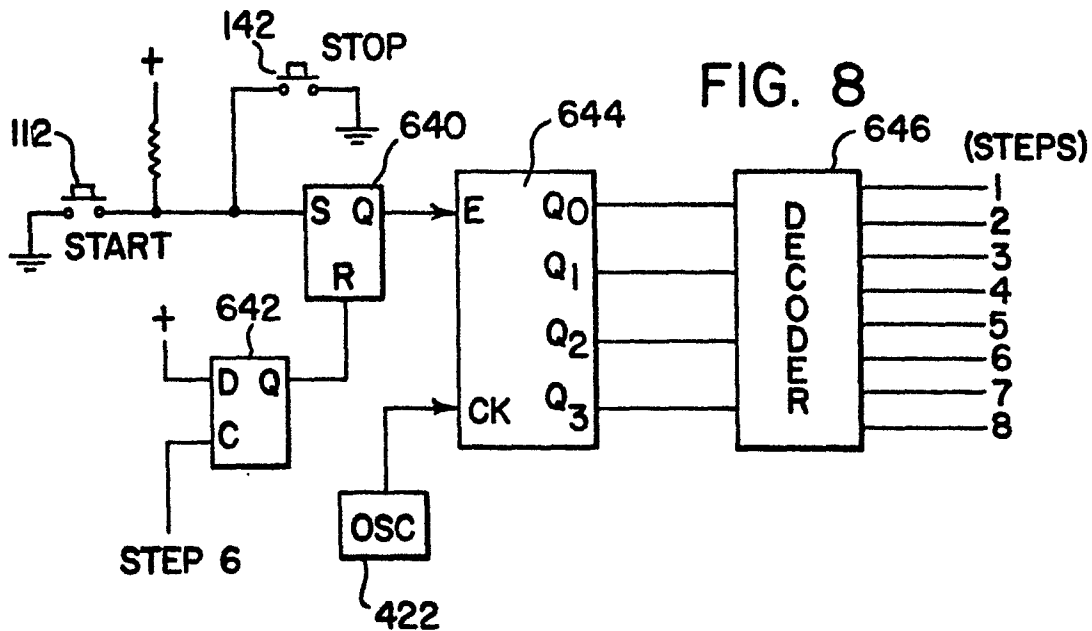 142
STOP
FIG. 8
+
112
640
644
646
(STEPS)
START
S Q
R
E
Q0
Q1
Q2
Q3
CK
DECODER
1
2
3
4
5
6
7
8
642
+
D Q
C
STEP 6
OSC
422